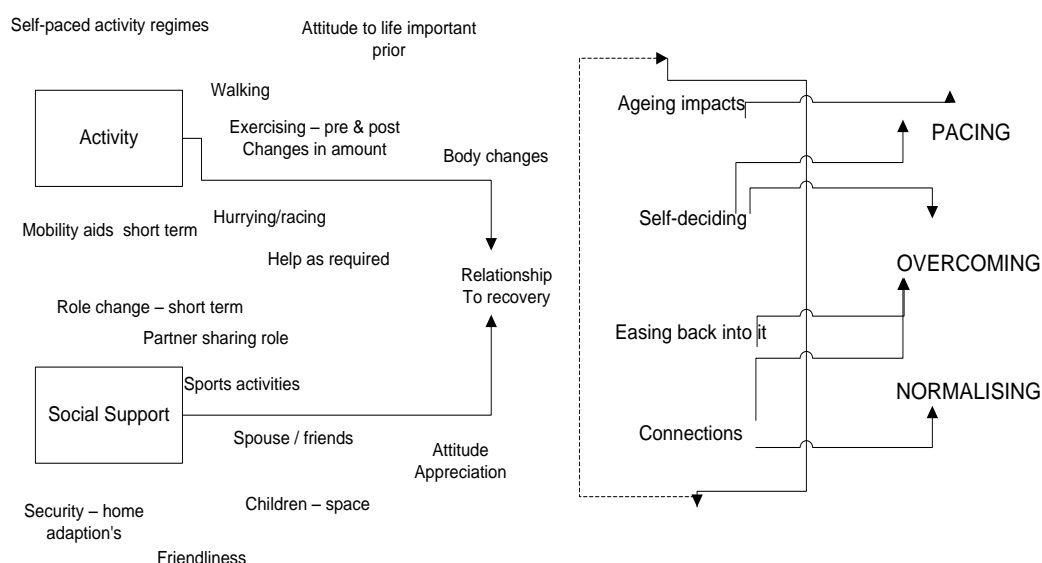 Self-paced activity regimes
Attitude to life important
prior
Walking
Activity
Exercising – pre & post
Changes in amount
Body changes
Hurrying/racing
Mobility aids  short term
Help as required
Relationship
To recovery
Role change – short term
Partner sharing role
Sports activities
Social Support
Spouse / friends
Attitude
Appreciation
Children – space
Security – home
adaption's
Friendliness
Ageing impacts
PACING
Self-deciding
OVERCOMING
Easing back into it
NORMALISING
Connections